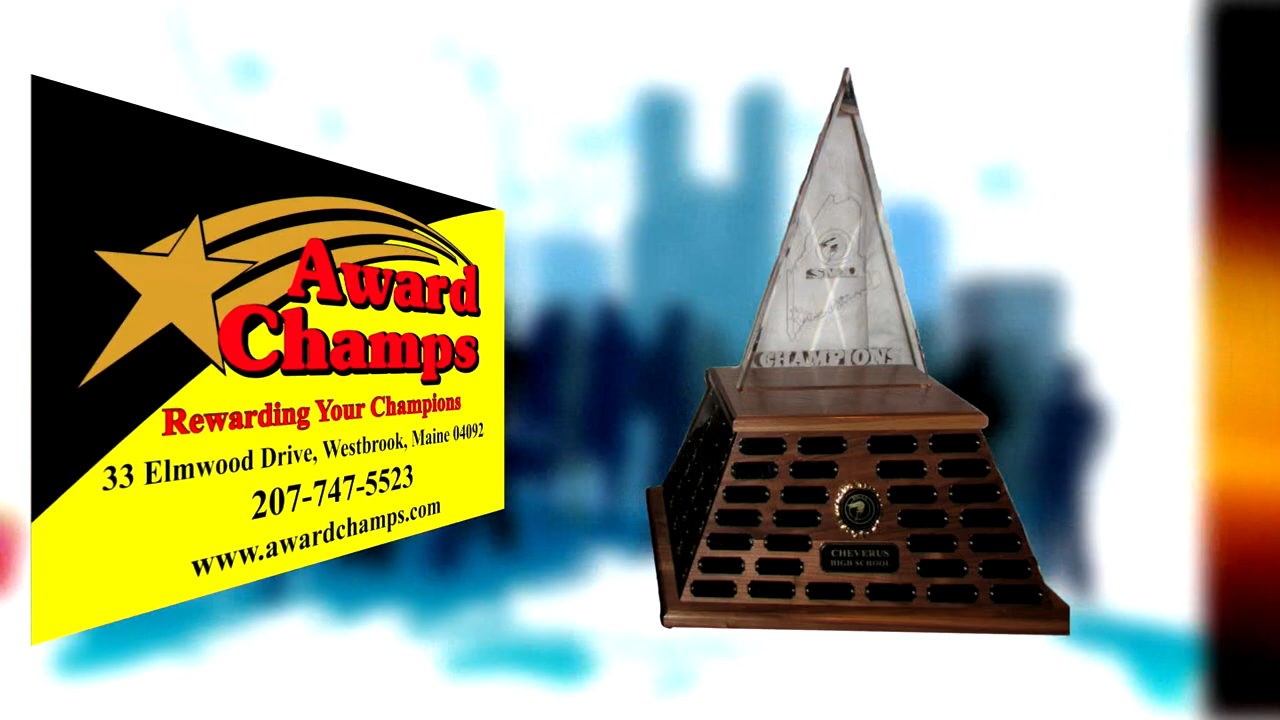 Award
Champs
Rewarding Your Champions
33 Elmwood Drive, Westbrook, Maine 04092
207-747-5523
www.awardchamps.com
CHAMPIONS
CHEVERUS
HIGH SCHOOL